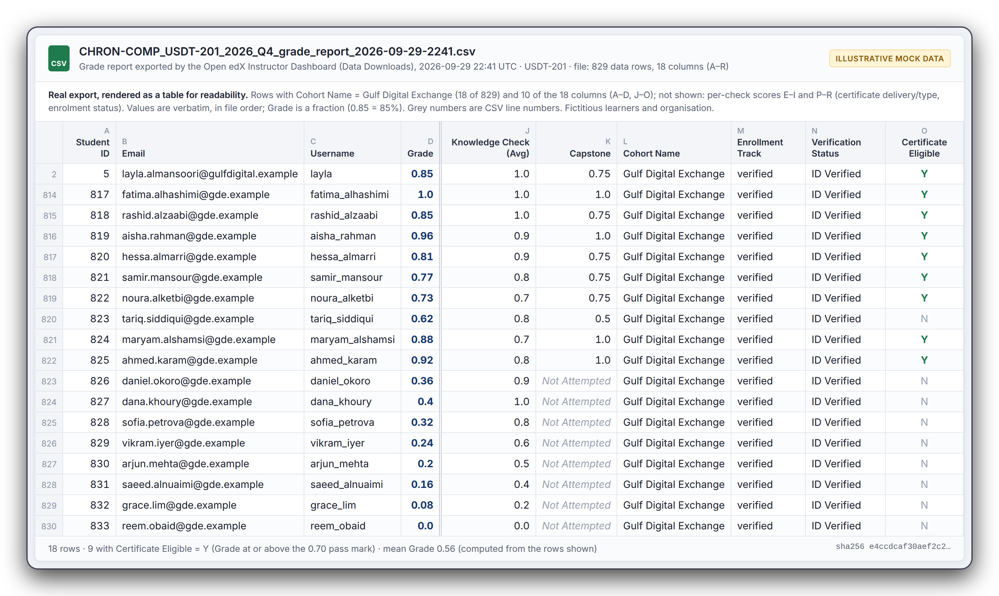 CSV
CHRON-COMP_USDT-201_2026_Q4_grade_report_2026-09-29-2241.csv
Grade report exported by the Open edX Instructor Dashboard (Data Downloads), 2026-09-29 22:41 UTC · USDT-201 · file: 829 data rows, 18 columns (A–R)
ILLUSTRATIVE MOCK DATA
Real export, rendered as a table for readability. Rows with Cohort Name = Gulf Digital Exchange (18 of 829) and 10 of the 18 columns (A–D, J–O); not shown: per-check scores E–I and P–R (certificate delivery/type,
enrolment status). Values are verbatim, in file order; Grade is a fraction (0.85 = 85%). Grey numbers are CSV line numbers. Fictitious learners and organisation.
A Student ID B Email C Username D Grade J Knowledge Check (Avg) K Capstone L Cohort Name M Enrollment Track N Verification Status O Certificate Eligible
2 5 layla.almansoori@gulfdigital.example layla 0.85 1.0 0.75 Gulf Digital Exchange verified ID Verified Y
814 817 fatima.alhashimi@gde.example fatima_alhashimi 1.0 1.0 1.0 Gulf Digital Exchange verified ID Verified Y
815 818 rashid.alzaabi@gde.example rashid_alzaabi 0.85 1.0 0.75 Gulf Digital Exchange verified ID Verified Y
816 819 aisha.rahman@gde.example aisha_rahman 0.96 0.9 1.0 Gulf Digital Exchange verified ID Verified Y
817 820 hessa.almarri@gde.example hessa_almarri 0.81 0.9 0.75 Gulf Digital Exchange verified ID Verified Y
818 821 samir.mansour@gde.example samir_mansour 0.77 0.8 0.75 Gulf Digital Exchange verified ID Verified Y
819 822 noura.alketbi@gde.example noura_alketbi 0.73 0.7 0.75 Gulf Digital Exchange verified ID Verified Y
820 823 tariq.siddiqui@gde.example tariq_siddiqui 0.62 0.8 0.5 Gulf Digital Exchange verified ID Verified N
821 824 maryam.alshamsi@gde.example maryam_alshamsi 0.88 0.7 1.0 Gulf Digital Exchange verified ID Verified Y
822 825 ahmed.karam@gde.example ahmed_karam 0.92 0.8 1.0 Gulf Digital Exchange verified ID Verified Y
823 826 daniel.okoro@gde.example daniel_okoro 0.36 0.9 Not Attempted Gulf Digital Exchange verified ID Verified N
824 827 dana.khoury@gde.example dana_khoury 0.4 1.0 Not Attempted Gulf Digital Exchange verified ID Verified N
825 828 sofia.petrova@gde.example sofia_petrova 0.32 0.8 Not Attempted Gulf Digital Exchange verified ID Verified N
826 829 vikram.iyer@gde.example vikram_iyer 0.24 0.6 Not Attempted Gulf Digital Exchange verified ID Verified N
827 830 arjun.mehta@gde.example arjun_mehta 0.2 0.5 Not Attempted Gulf Digital Exchange verified ID Verified N
828 831 saeed.alnuaimi@gde.example saeed_alnuaimi 0.16 0.4 Not Attempted Gulf Digital Exchange verified ID Verified N
829 832 grace.lim@gde.example grace_lim 0.08 0.2 Not Attempted Gulf Digital Exchange verified ID Verified N
830 833 reem.obaid@gde.example reem_obaid 0.0 0.0 Not Attempted Gulf Digital Exchange verified ID Verified N
18 rows · 9 with Certificate Eligible = Y (Grade at or above the 0.70 pass mark) · mean Grade 0.56 (computed from the rows shown)
sha256 e4ccdcaf30aef2c2…